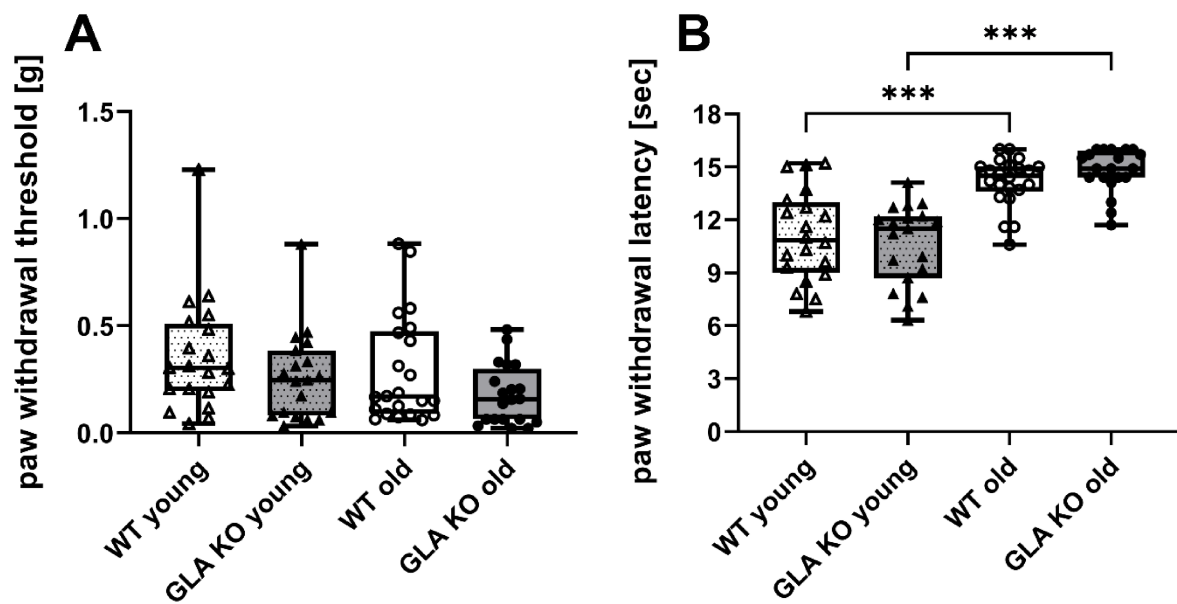 A
paw withdrawal threshold [g]
1.5
1.0
0.5
0.0
WT young
GLA KO young
WT old
GLA KO old
B
paw withdrawal latency [sec]
***
***
18
15
12
9
6
3
0
WT young
GLA KO young
WT old
GLA KO old